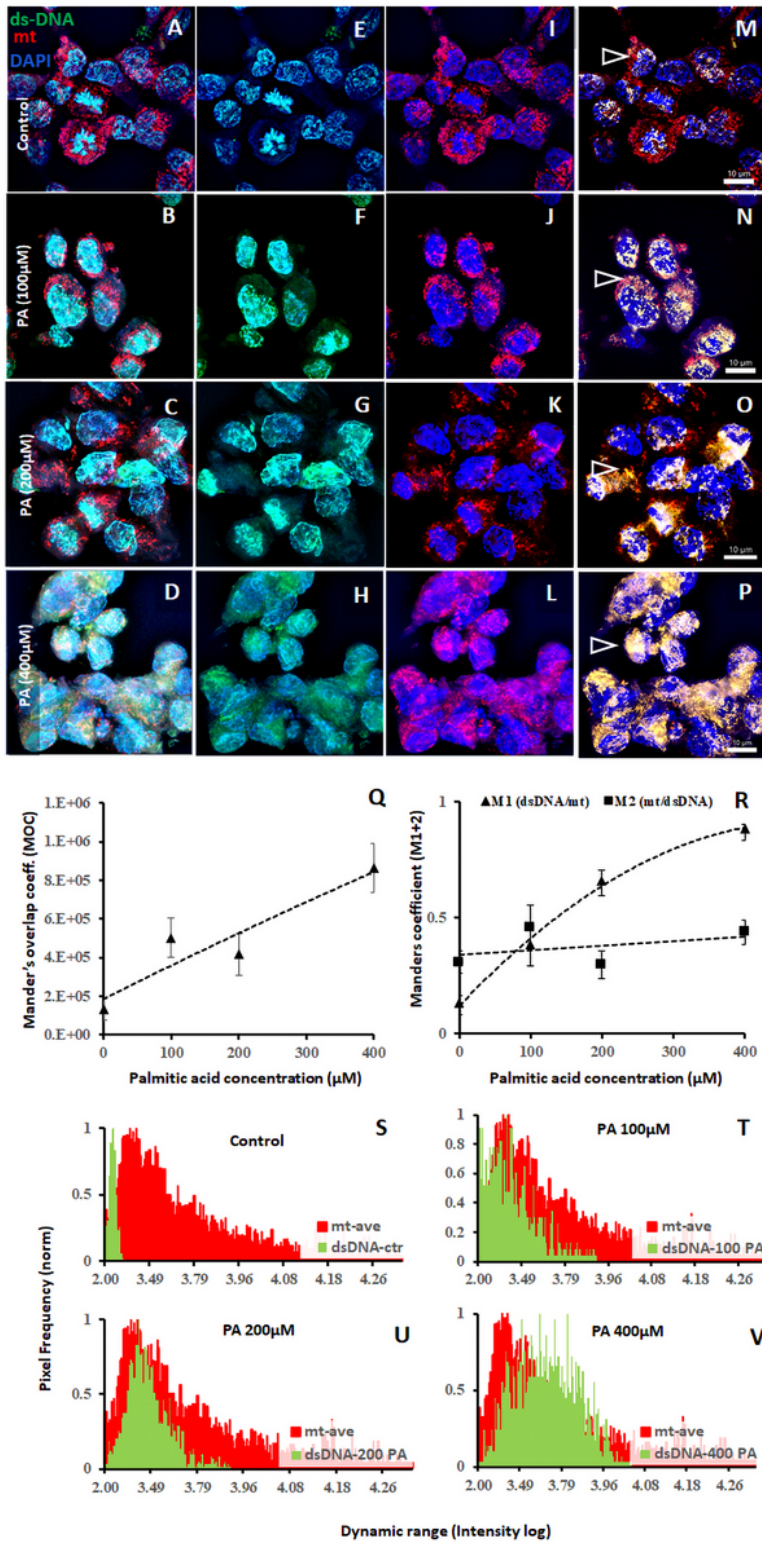 ds-DNA
mt
DAPI
A
E
I
M
Control
10 µm
B
F
J
N
PA (100µM)
10 µm
C
G
K
O
PA (200µM)
10 µm
D
H
L
P
PA (400µM)
10 µm
Q
Mander's overlap coeff. (MOC)
1.E+06
8.E+05
6.E+05
4.E+05
2.E+05
0.E+00
0 100 200 300 400
Palmitic acid concentration (µM)
M1 (dsDNA/mt) M2 (mt/dsDNA)
R
Manders coefficient (M1+2)
1
0.5
0
0 100 200 300 400
Palmitic acid concentration (µM)
Control
S
1
0.5
0
mt-ave
dsDNA-ctr
2.00 3.49 3.79 3.96 4.08 4.18 4.26
PA 100µM
T
1
0.8
0.6
0.4
0.2
0
mt-ave
dsDNA-100 PA
2.00 3.49 3.79 3.96 4.08 4.18 4.26
Pixel Frequency (norm)
PA 200µM
U
1
0.5
0
mt-ave
dsDNA-200 PA
2.00 3.49 3.79 3.96 4.08 4.18 4.26
PA 400µM
V
1
0.5
0
mt-ave
dsDNA-400 PA
2.00 3.49 3.79 3.96 4.08 4.18 4.26
Dynamic range (Intensity log)